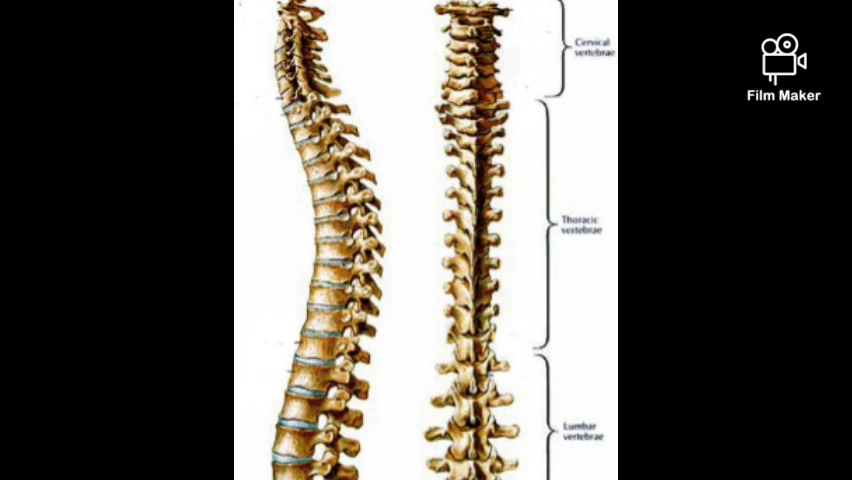 Cervical
vertebrae
Film Maker
Thoracic
vertebrae
Lumbar
vertebrae